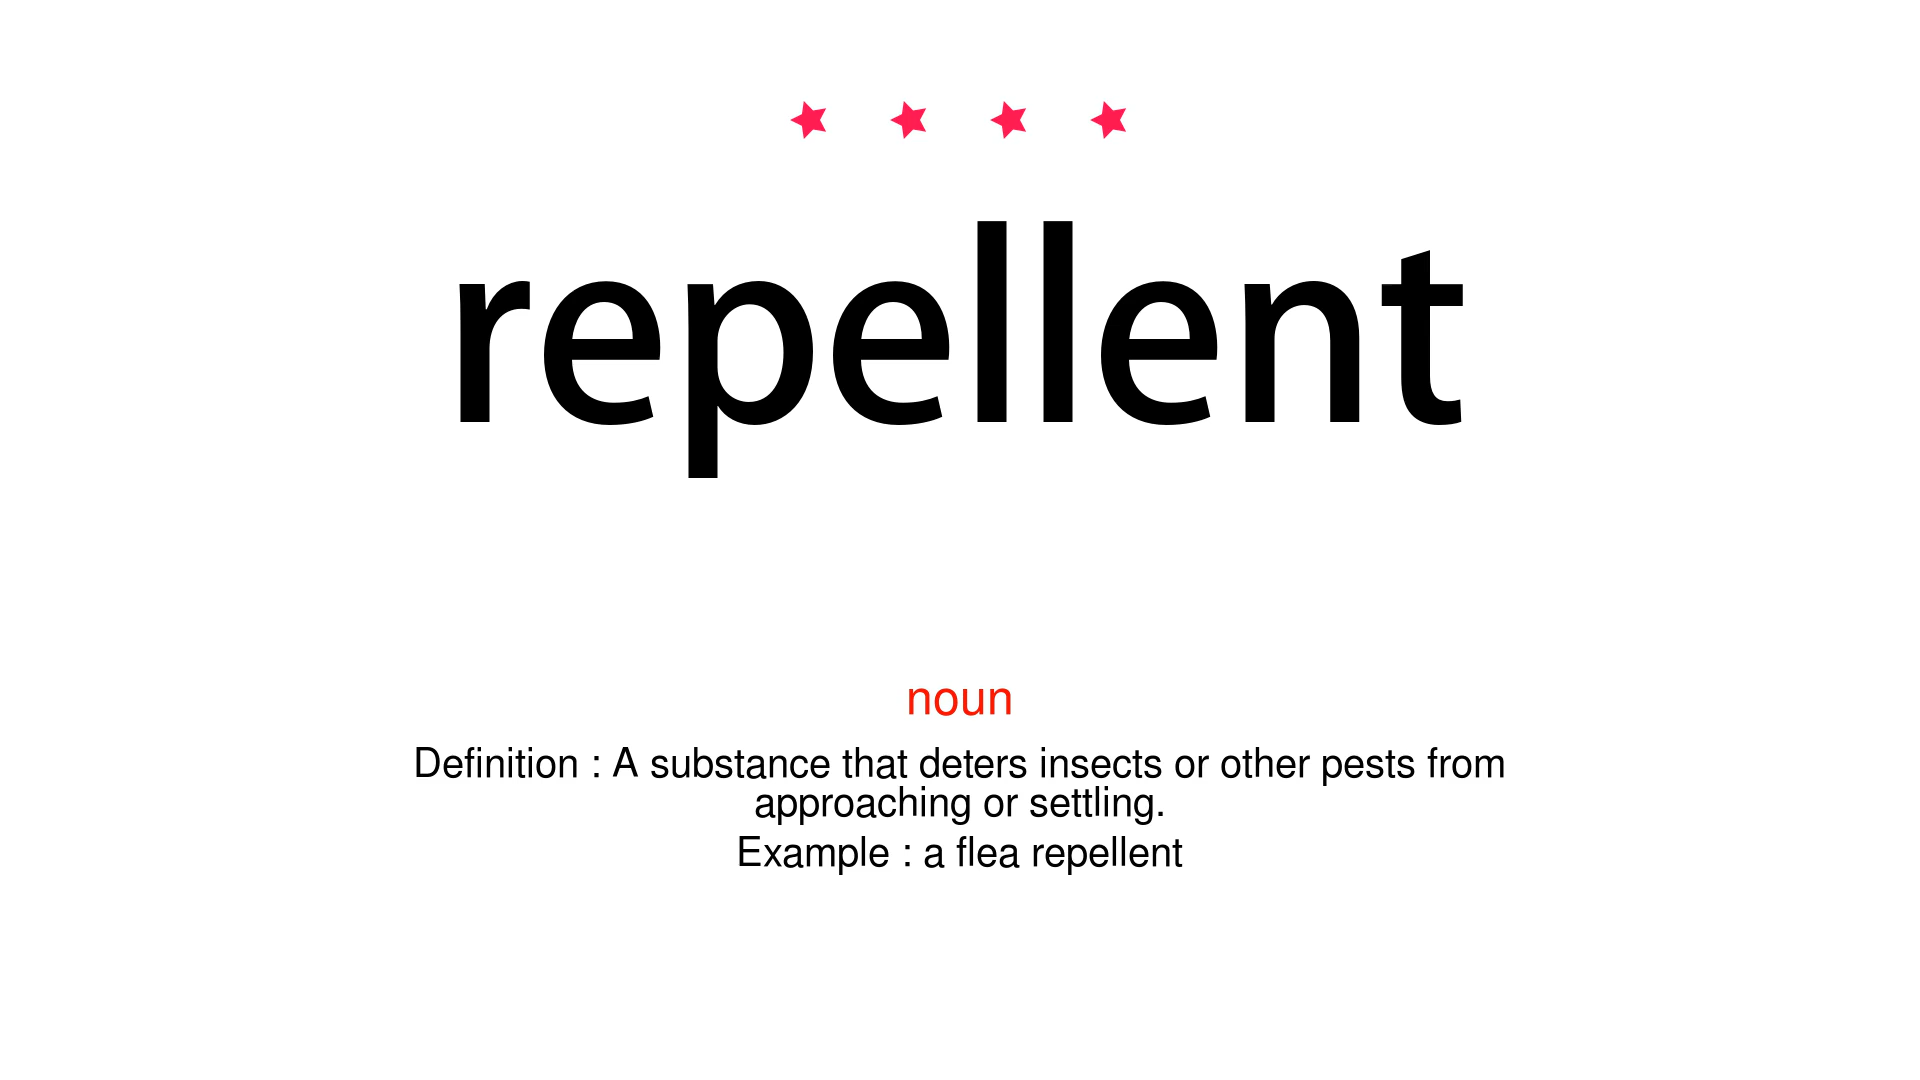 repellent
noun
Definition : A substance that deters insects or other pests from
approaching or settling.
Example : a flea repellent